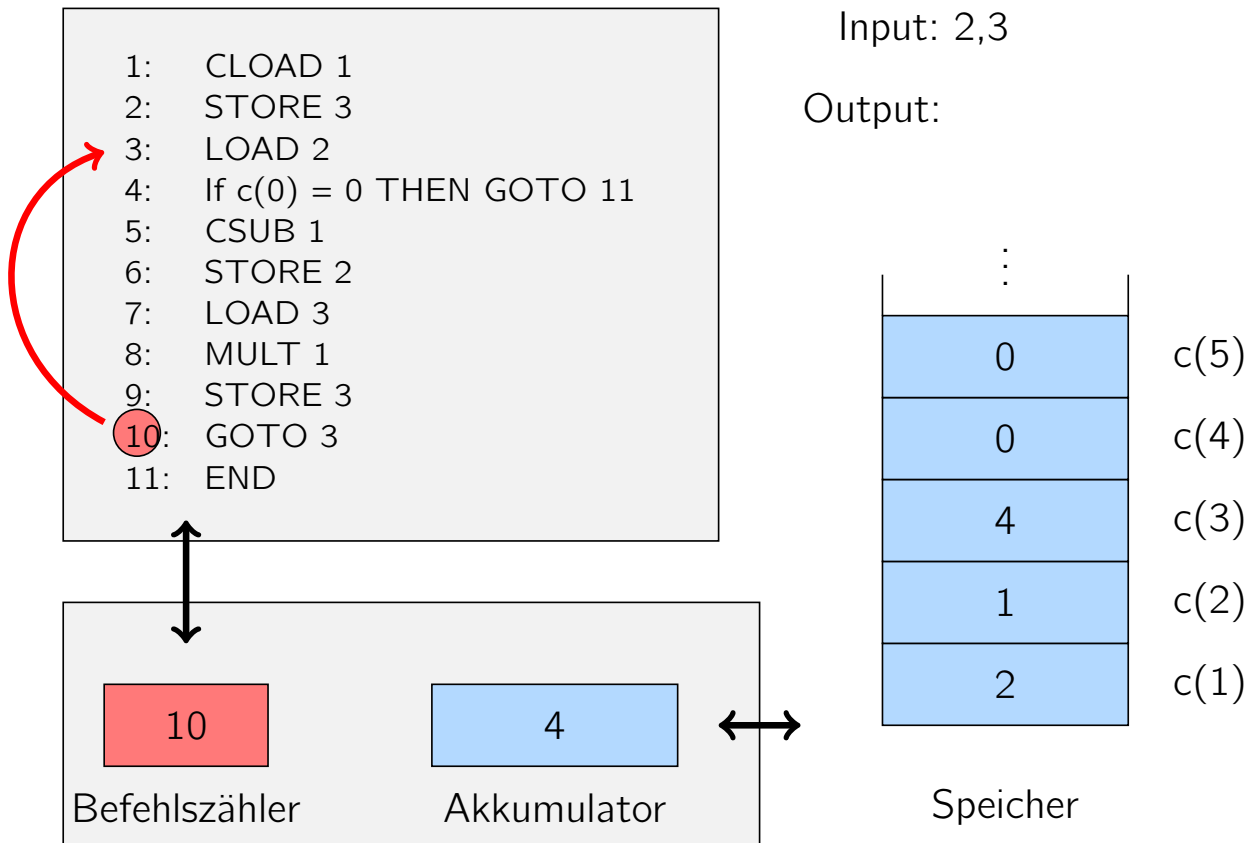 Input: 2,3
Output:
1: CLOAD 1
2: STORE 3
3: LOAD 2
4: If c(0) = 0 THEN GOTO 11
5: CSUB 1
6: STORE 2
7: LOAD 3
8: MULT 1
9: STORE 3
10: GOTO 3
11: END
10
Befehlszähler
4
Akkumulator
⋮
0 c(5)
0 c(4)
4 c(3)
1 c(2)
2 c(1)
Speicher